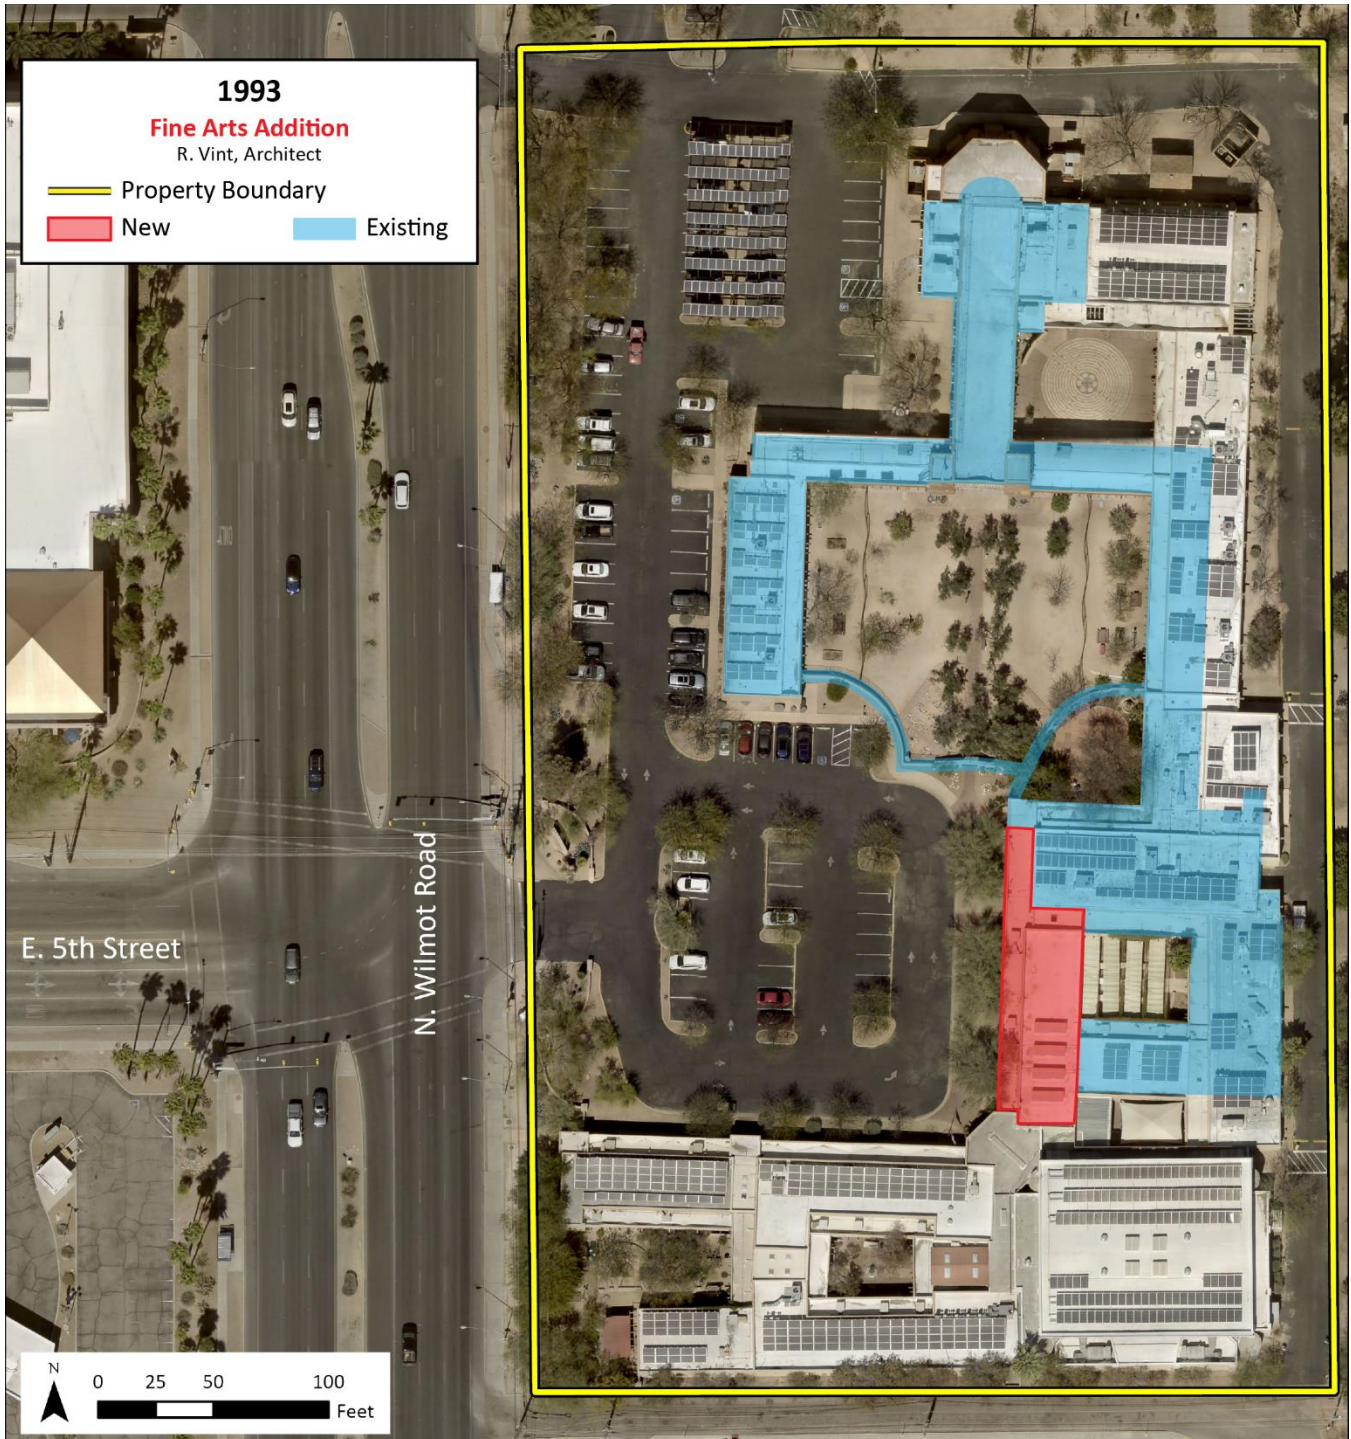 1993
Fine Arts Addition
R. Vint, Architect
Property Boundary
New Existing
N. Wilmot Road
E. 5th Street
N
0 25 50 100
Feet